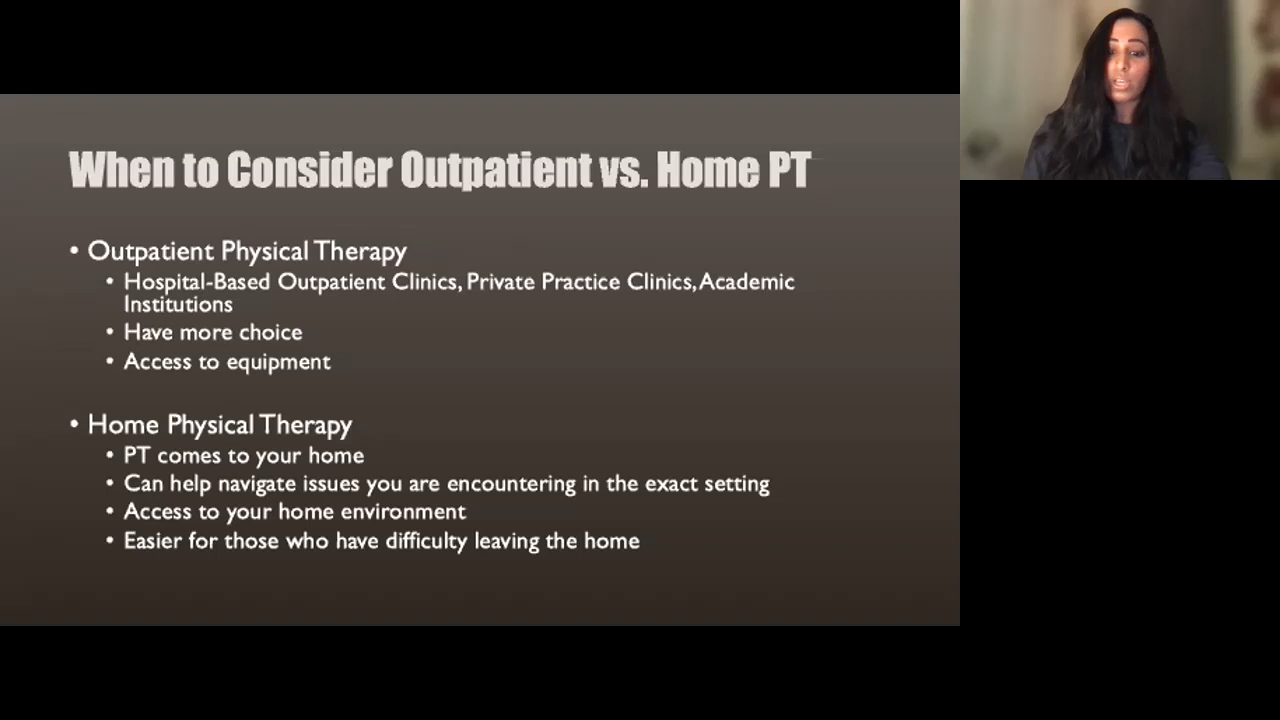 When to Consider Outpatient vs. Home PT
• Outpatient Physical Therapy
• Hospital-Based Outpatient Clinics, Private Practice Clinics, Academic
Institutions
• Have more choice
• Access to equipment
• Home Physical Therapy
• PT comes to your home
• Can help navigate issues you are encountering in the exact setting
• Access to your home environment
• Easier for those who have difficulty leaving the home